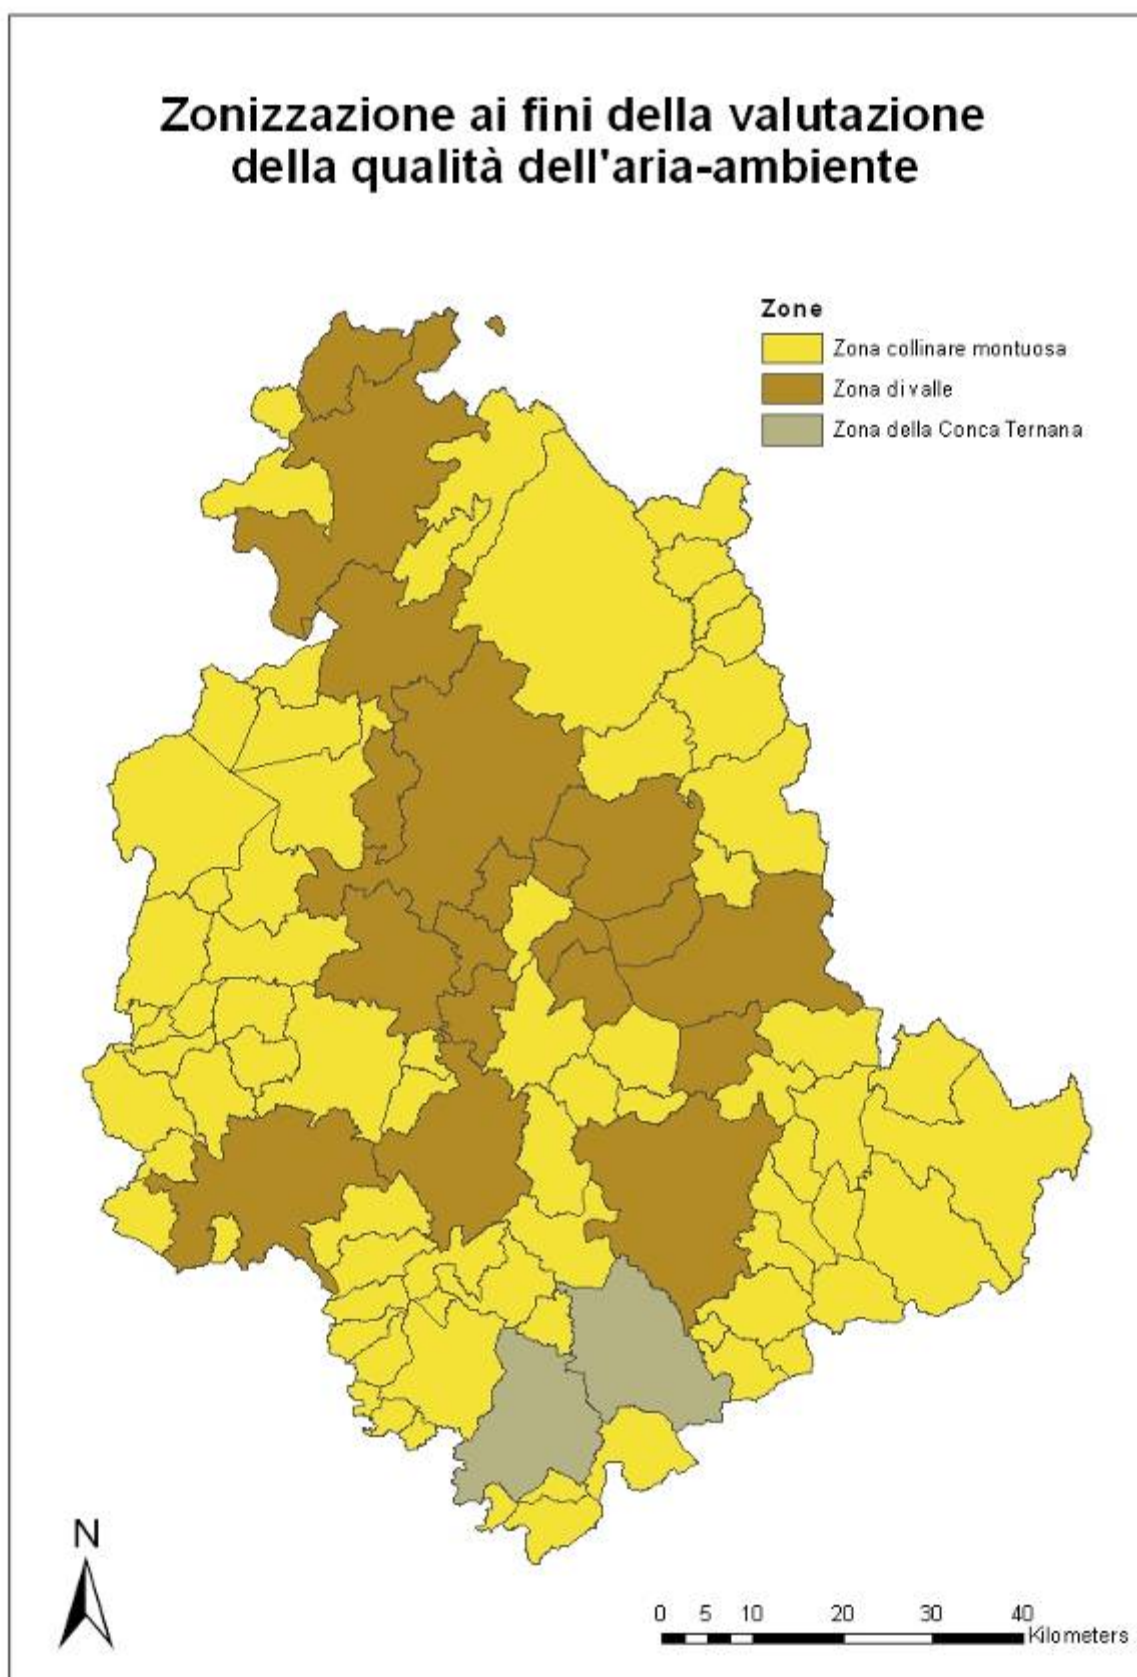 Zonizzazione ai fini della valutazione
della qualità dell'aria-ambiente
Zone
Zona collinare montuosa
Zona di valle
Zona della Conca Ternana
N
0 5 10 20 30 40
Kilometers